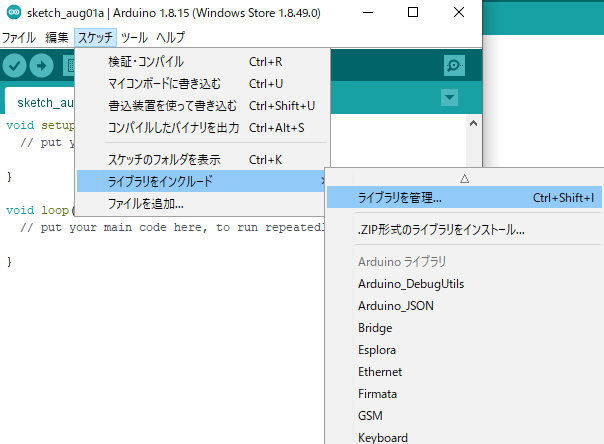 sketch_aug01a | Arduino 1.8.15 (Windows Store 1.8.49.0)
ファイル 編集 スケッチ ツール ヘルプ
検証・コンパイル Ctrl+R
マイコンボードに書き込む Ctrl+U
書込装置を使って書き込む Ctrl+Shift+U
コンパイルしたバイナリを出力 Ctrl+Alt+S
スケッチのフォルダを表示 Ctrl+K
ライブラリをインクルード
ファイルを追加...
sketch_au
void setup
// put y
}
void loop(
// put your main code here, to run repeatedl
}
ライブラリを管理... Ctrl+Shift+I
.ZIP形式のライブラリをインストール...
Arduino ライブラリ
Arduino_DebugUtils
Arduino_JSON
Bridge
Esplora
Ethernet
Firmata
GSM
Keyboard